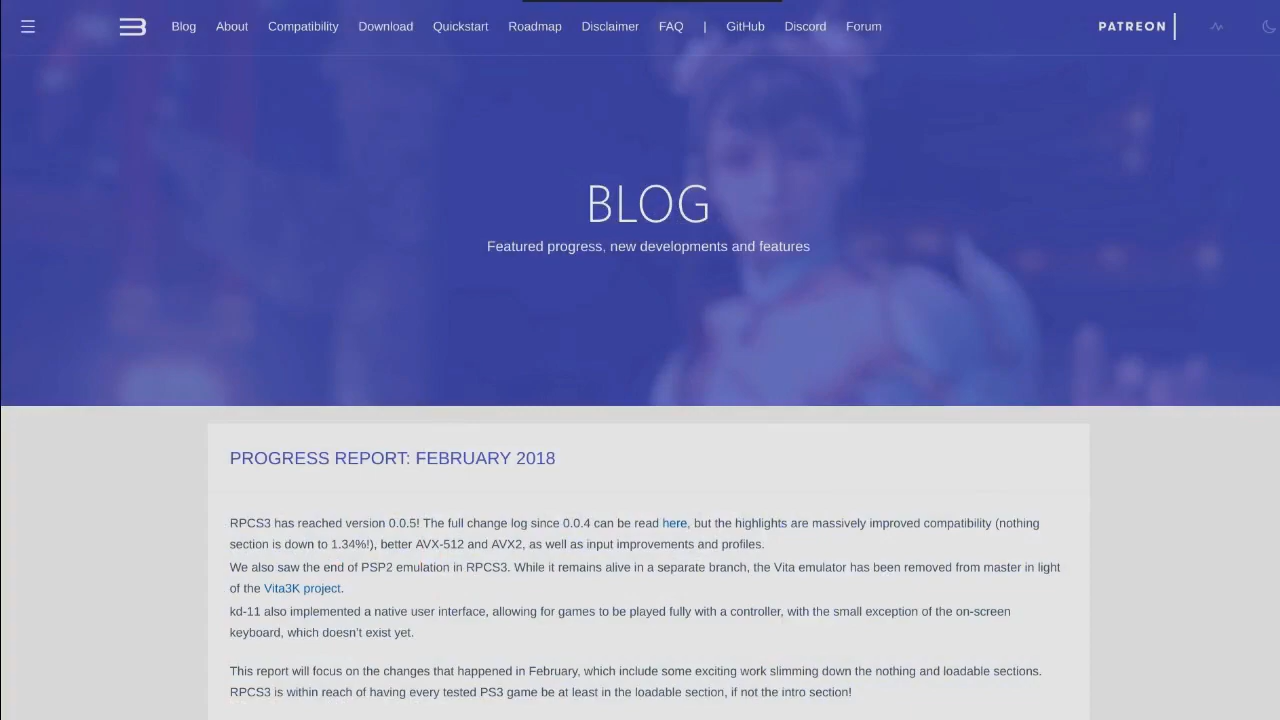 Blog About Compatibility Download Quickstart Roadmap Disclaimer FAQ | GitHub Discord Forum PATREON
BLOG
Featured progress, new developments and features
PROGRESS REPORT: FEBRUARY 2018
RPCS3 has reached version 0.0.5! The full change log since 0.0.4 can be read here, but the highlights are massively improved compatibility (nothing
section is down to 1.34%!), better AVX-512 and AVX2, as well as input improvements and profiles.
We also saw the end of PSP2 emulation in RPCS3. While it remains alive in a separate branch, the Vita emulator has been removed from master in light
of the Vita3K project.
kd-11 also implemented a native user interface, allowing for games to be played fully with a controller, with the small exception of the on-screen
keyboard, which doesn't exist yet.
This report will focus on the changes that happened in February, which include some exciting work slimming down the nothing and loadable sections.
RPCS3 is within reach of having every tested PS3 game be at least in the loadable section, if not the intro section!